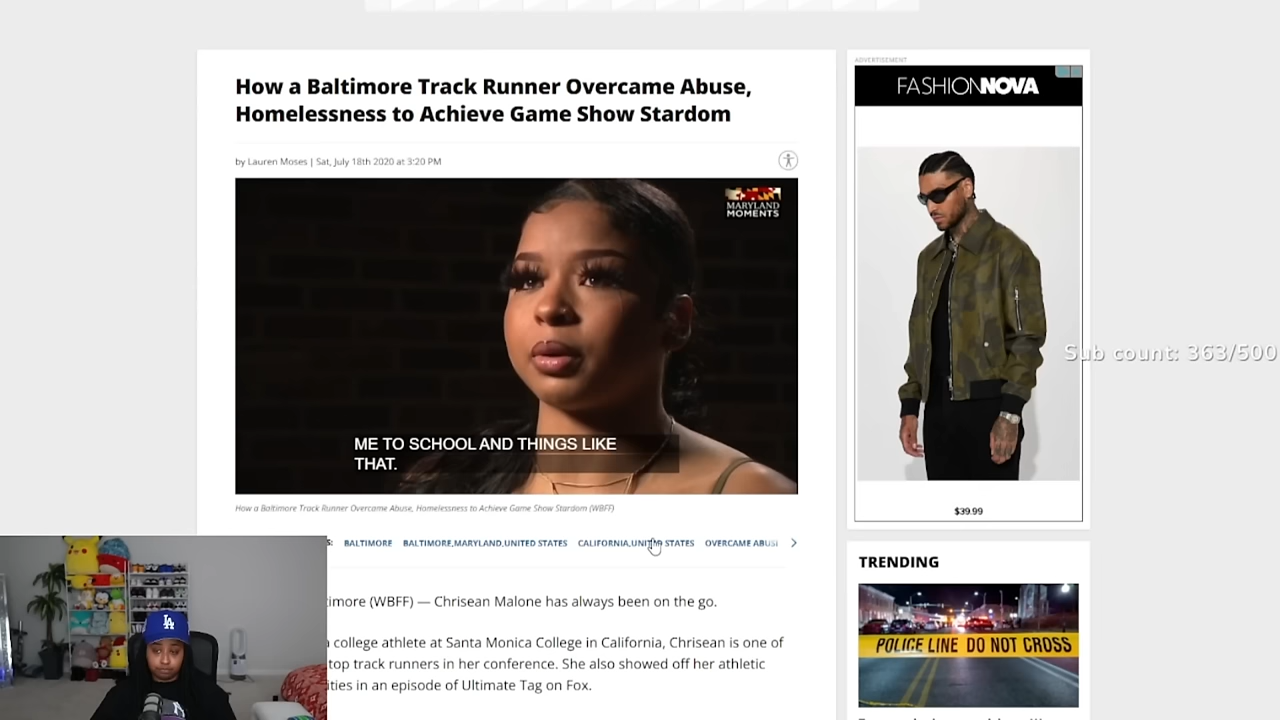 How a Baltimore Track Runner Overcame Abuse,
Homelessness to Achieve Game Show Stardom
by Lauren Moses | Sat, July 18th 2020 at 3:20 PM
MARYLAND
MOMENTS
ME TO SCHOOL AND THINGS LIKE
THAT.
How a Baltimore Track Runner Overcame Abuse, Homelessness to Achieve Game Show Stardom (WBFF)
BALTIMORE BALTIMORE,MARYLAND,UNITED STATES CALIFORNIA,UNITED STATES OVERCAME ABUSI
timore (WBFF) — Chrisean Malone has always been on the go.
college athlete at Santa Monica College in California, Chrisean is one of
top track runners in her conference. She also showed off her athletic
ities in an episode of Ultimate Tag on Fox.
ADVERTISEMENT
FASHIONNOVA
$39.99
Sub count: 363/500
TRENDING
POLICE LINE DO NOT CROSS
LA